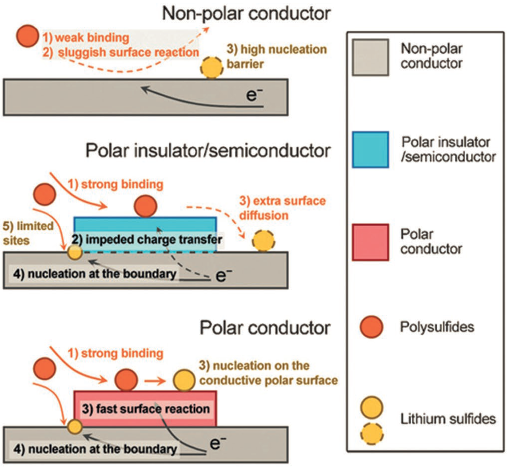 Non-polar conductor
1) weak binding
2) sluggish surface reaction
3) high nucleation
barrier
e⁻
Polar insulator/semiconductor
1) strong binding
3) extra surface
diffusion
5) limited
sites
2) impeded charge transfer
4) nucleation at the boundary
e⁻
Polar conductor
1) strong binding
3) nucleation on the
conductive polar surface
3) fast surface reaction
4) nucleation at the boundary
e⁻
Non-polar
conductor
Polar insulator
/semiconductor
Polar
conductor
Polysulfides
Lithium sulfides